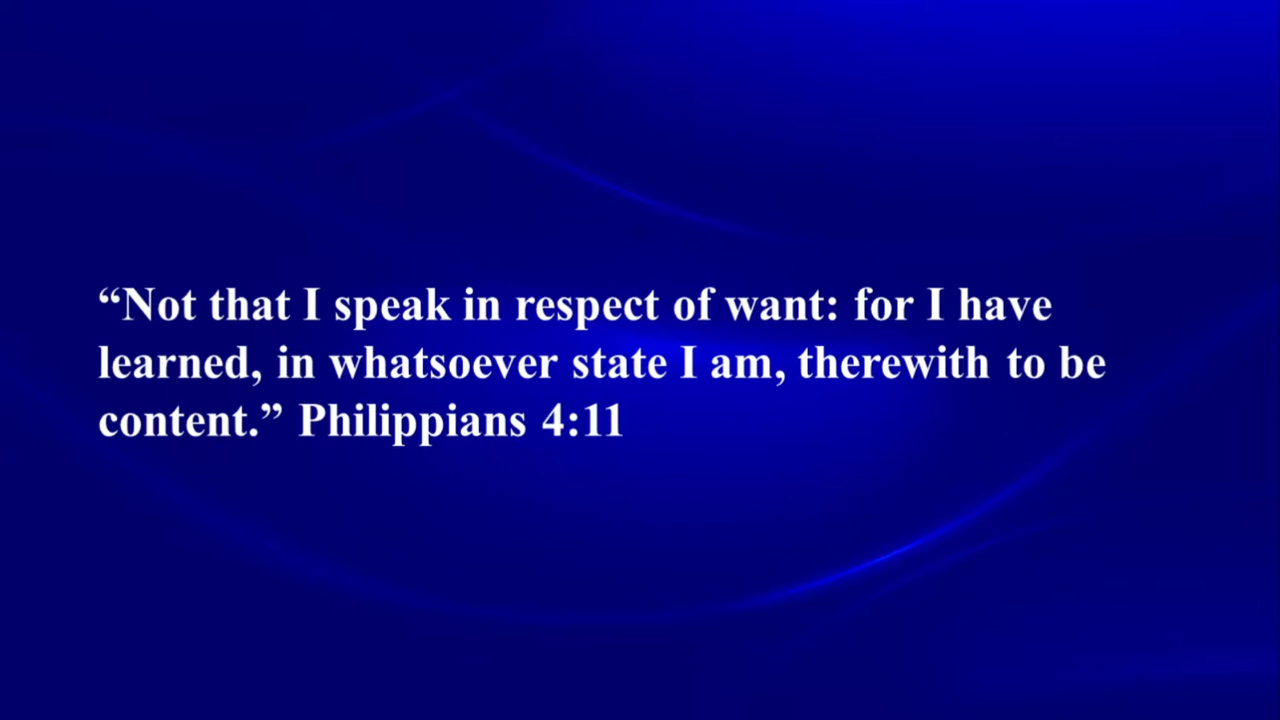 “Not that I speak in respect of want: for I have
learned, in whatsoever state I am, therewith to be
content.” Philippians 4:11